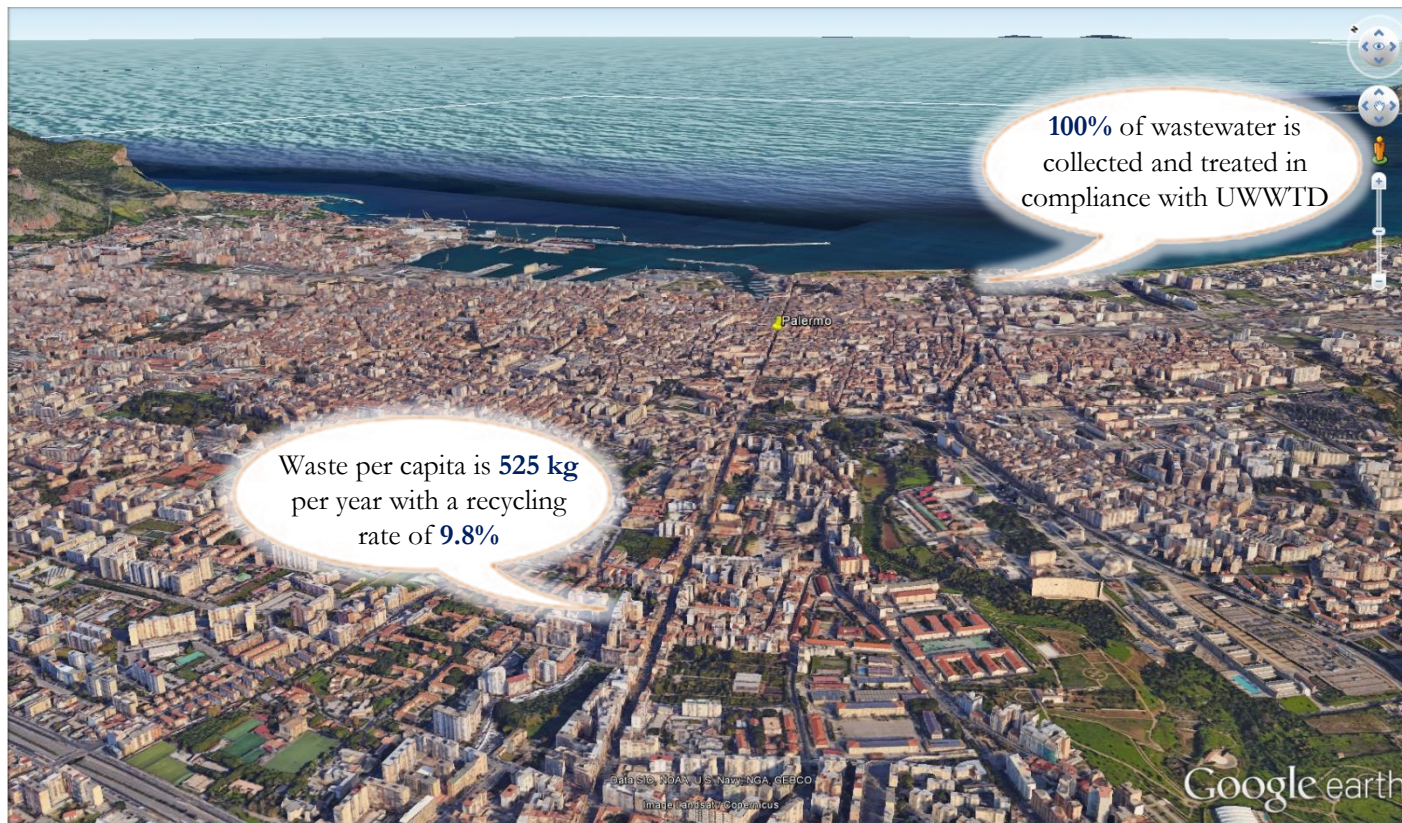 N
100% of wastewater is
collected and treated in
compliance with UWWTD
Palermo
Waste per capita is 525 kg
per year with a recycling
rate of 9.8%
Data SIO, NOAA, U.S. Navy, NGA, GEBCO
Image Landsat / Copernicus
Google earth